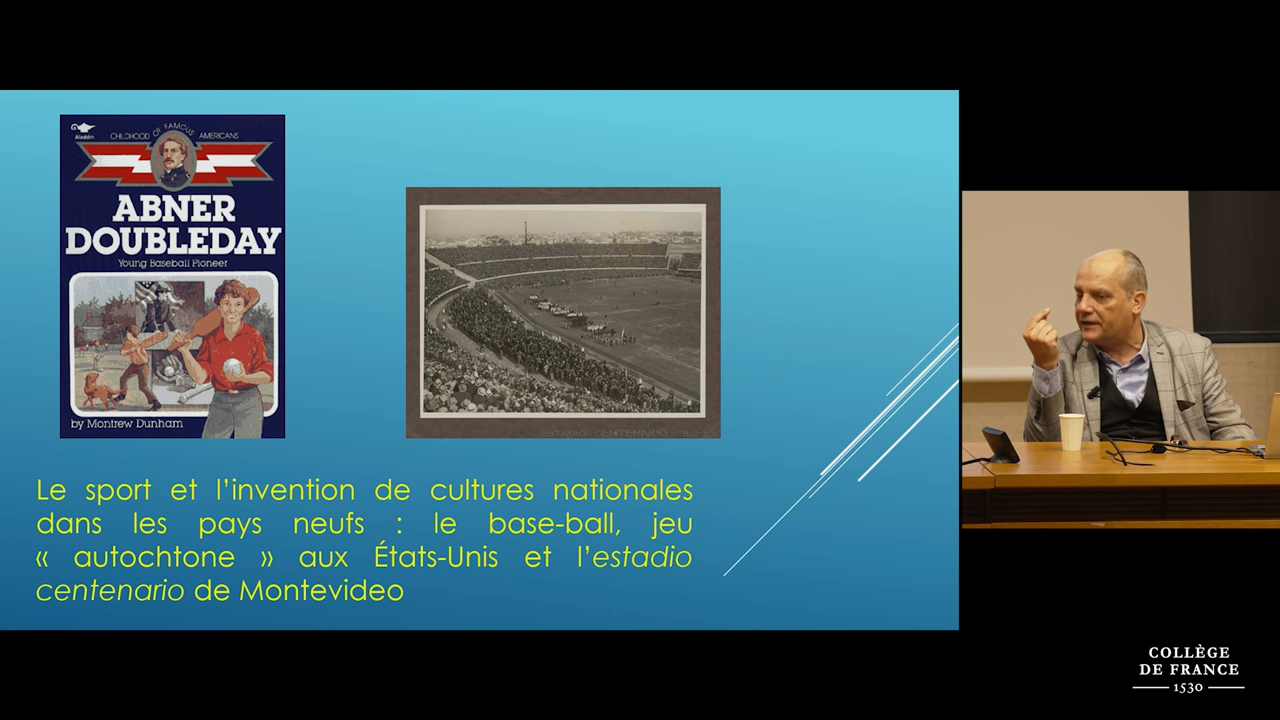 Aladdin
CHILDHOOD OF FAMOUS AMERICANS
ABNER
DOUBLEDAY
Young Baseball Pioneer
by Montrew Dunham
ESTADIO CENTENARIO
Le sport et l’invention de cultures nationales
dans les pays neufs : le base-ball, jeu
« autochtone » aux États-Unis et l’estadio
centenario de Montevideo
COLLÈGE
DE FRANCE
1530